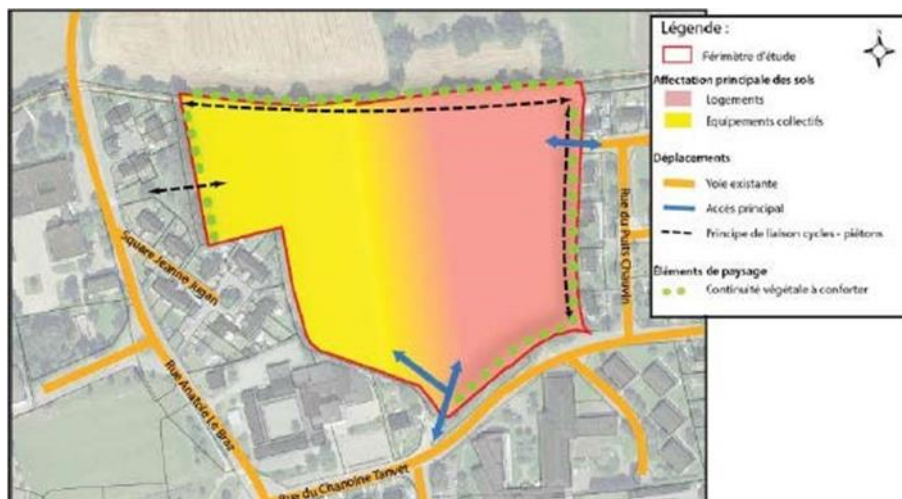 Légende :
N
Périmètre d'étude
Affectation principale des sols
Logements
Equipements collectifs
Déplacements
Voie existante
Accès principal
Principe de liaison cycles - piétons
Éléments de paysage
Continuité végétale à conforter
Rue du Puits Chauvin
Square Jeanne Jugan
Rue Anatole Le Braz
Rue du Chanoine Tanvet